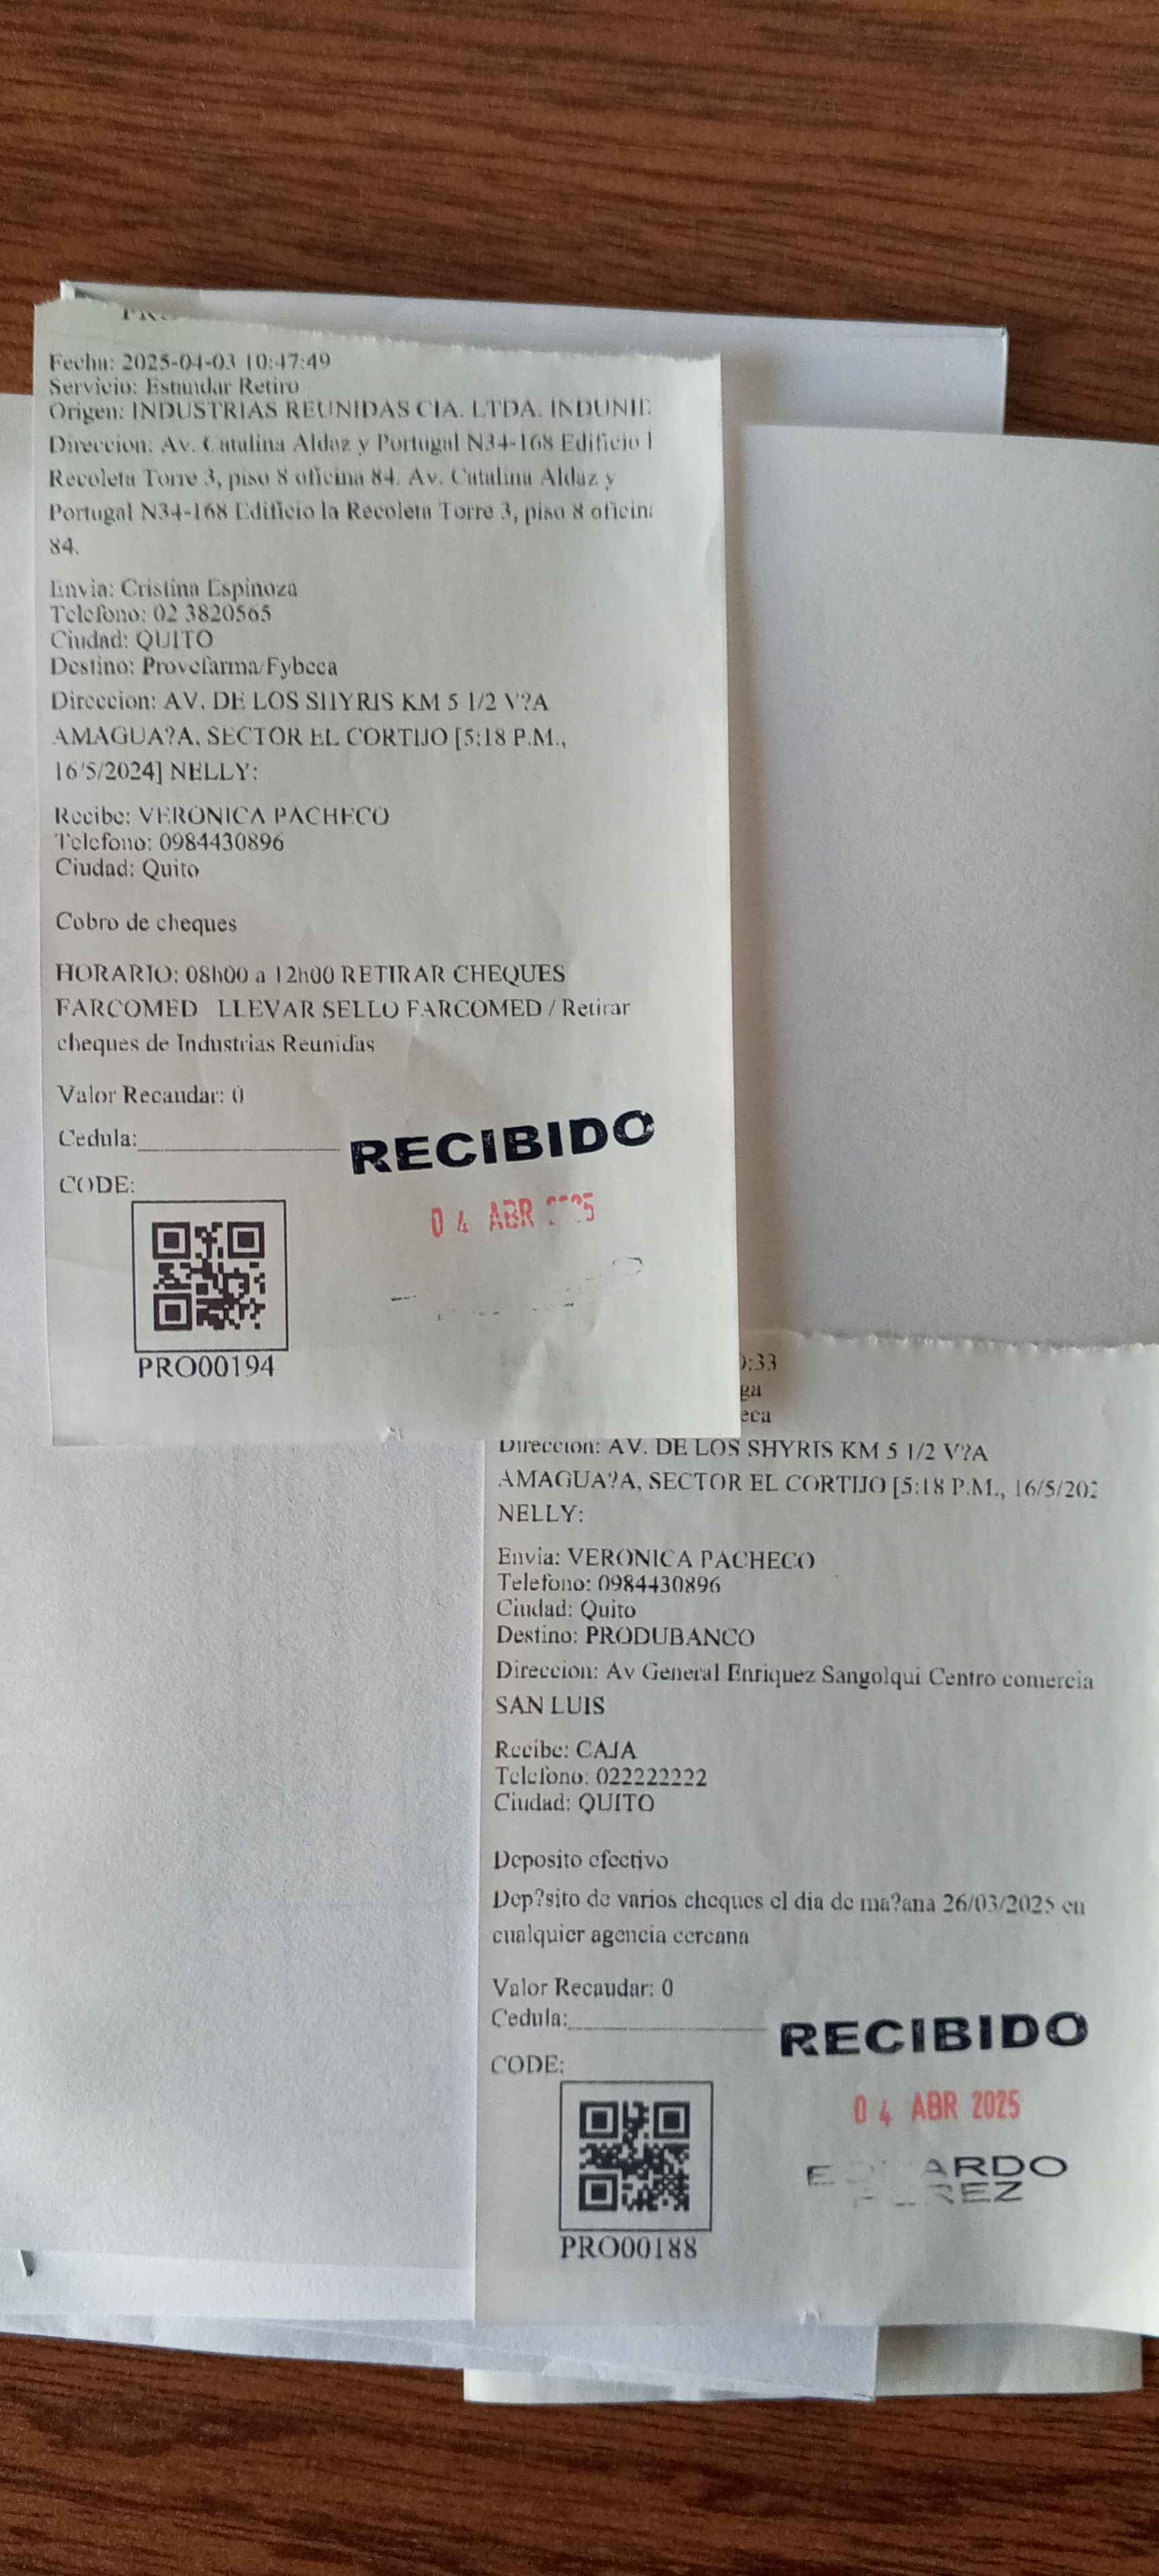 Fecha: 2025-04-03 10:47:49
Servicio: Estandar Retiro
Origen: INDUSTRIAS REUNIDAS CIA. LTDA. INDUNID
Direccion: Av. Catalina Aldaz y Portugal N34-168 Edificio l
Recoleta Torre 3, piso 8 oficina 84. Av. Catalina Aldaz y
Portugal N34-168 Edificio la Recoleta Torre 3, piso 8 oficina
84.
Envia: Cristina Espinoza
Telefono: 02 3820565
Ciudad: QUITO
Destino: Provefarma/Fybeca
Direccion: AV. DE LOS SHYRIS KM 5 1/2 V?A
AMAGUA?A, SECTOR EL CORTIJO [5:18 P.M.,
16/5/2024] NELLY:
Recibe: VERONICA PACHECO
Telefono: 0984430896
Ciudad: Quito
Cobro de cheques
HORARIO: 08h00 a 12h00 RETIRAR CHEQUES
FARCOMED LLEVAR SELLO FARCOMED / Retirar
cheques de Industrias Reunidas
Valor Recaudar: 0
Cedula:
RECIBIDO
CODE:
04 ABR
PRO00194
0:33
ga
eca
Direccion: AV. DE LOS SHYRIS KM 5 1/2 V?A
AMAGUA?A, SECTOR EL CORTIJO [5:18 P.M., 16/5/202
NELLY:
Envia: VERONICA PACHECO
Telefono: 0984430896
Ciudad: Quito
Destino: PRODUBANCO
Direccion: Av General Enriquez Sangolqui Centro comercia
SAN LUIS
Recibe: CAJA
Telefono: 022222222
Ciudad: QUITO
Deposito efectivo
Dep?sito de varios cheques el dia de ma?ana 26/03/2025 en
cualquier agencia cercana
Valor Recaudar: 0
Cedula:
RECIBIDO
CODE:
04 ABR 2025
PRO00188